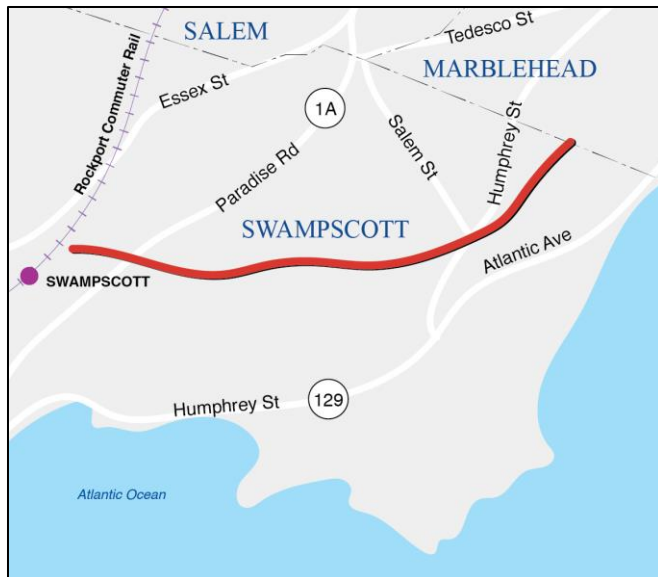 SALEM
Tedesco St
MARBLEHEAD
Rockport Commuter Rail
Essex St
1A
Salem St
Humphrey St
Paradise Rd
SWAMPSCOTT
Atlantic Ave
SWAMPSCOTT
Humphrey St
129
Atlantic Ocean